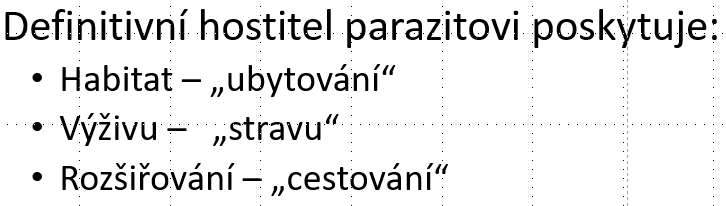 Definitivní hostitel parazitovi poskytuje:
• Habitat – „ubytování“
• Výživu – „stravu“
• Rozšiřování – „cestování“